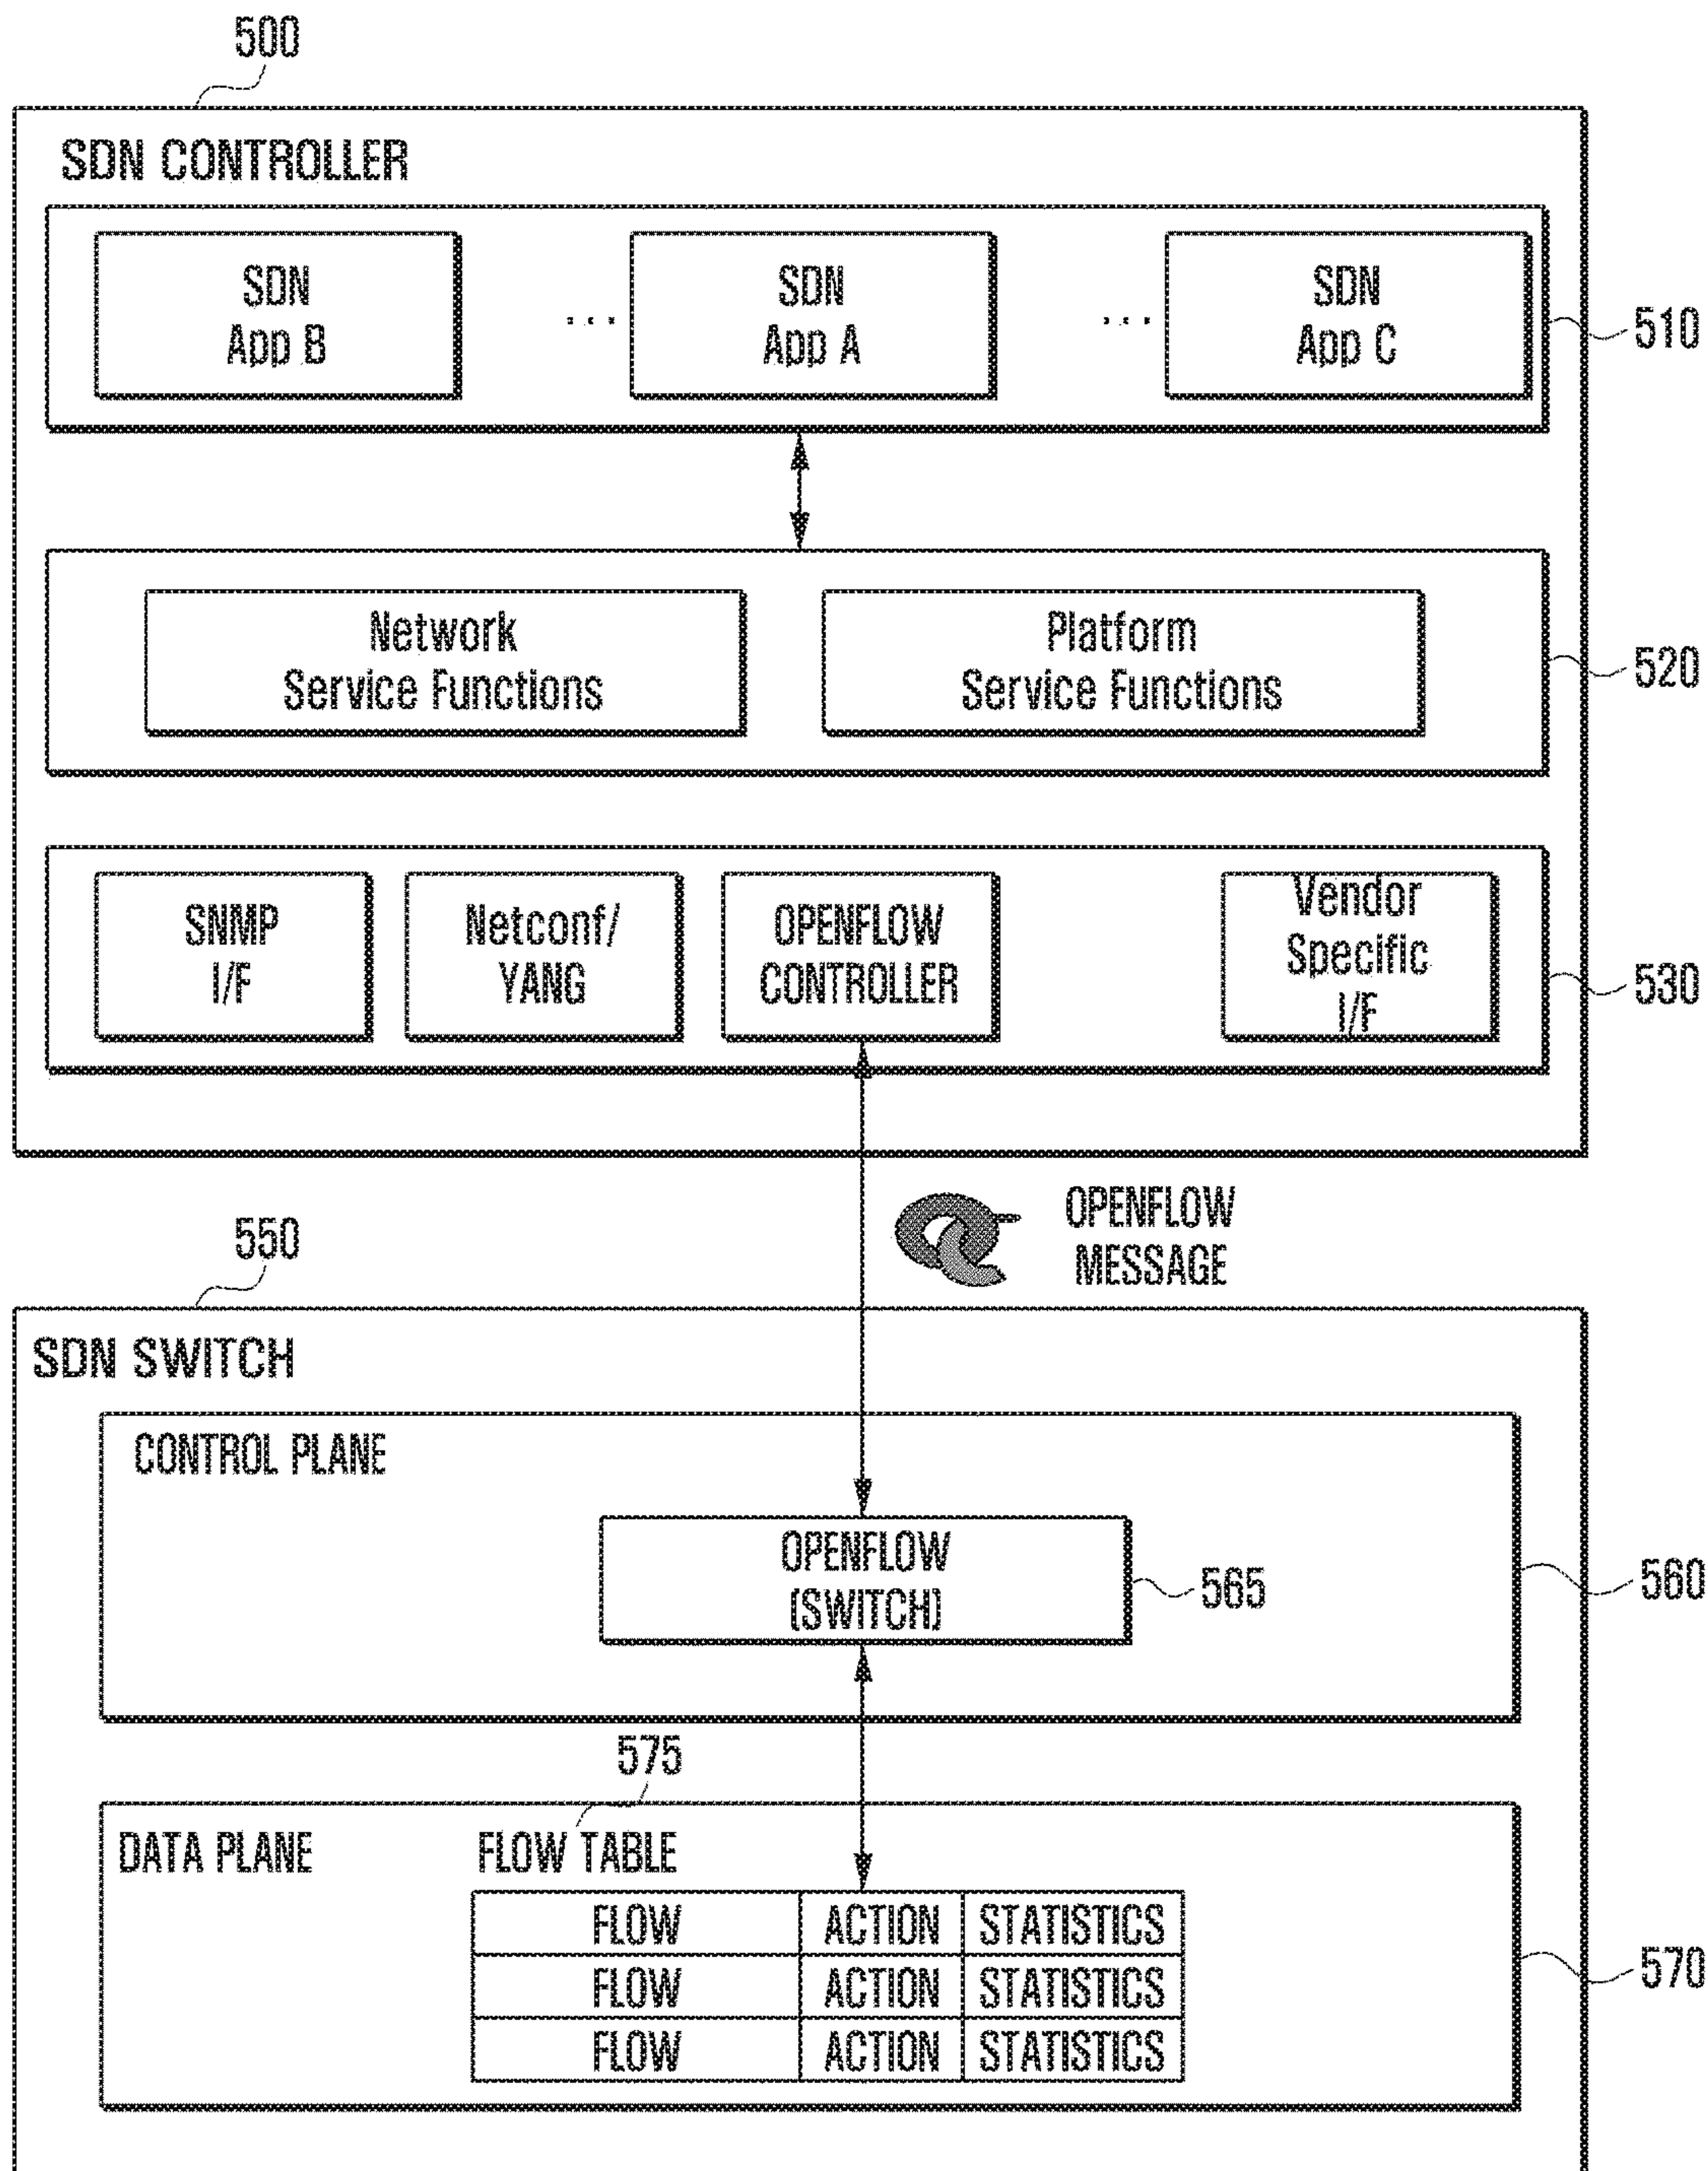 500
SDN CONTROLLER
SDN
App B
...
SDN
App A
...
SDN
App C
510
Network
Service Functions
Platform
Service Functions
520
SNMP
I/F
Netconf/
YANG
OPENFLOW
CONTROLLER
Vendor
Specific
I/F
530
OPENFLOW
MESSAGE
550
SDN SWITCH
CONTROL PLANE
OPENFLOW
(SWITCH)
565
560
575
DATA PLANE
FLOW TABLE
FLOW ACTION STATISTICS
FLOW ACTION STATISTICS
FLOW ACTION STATISTICS
570